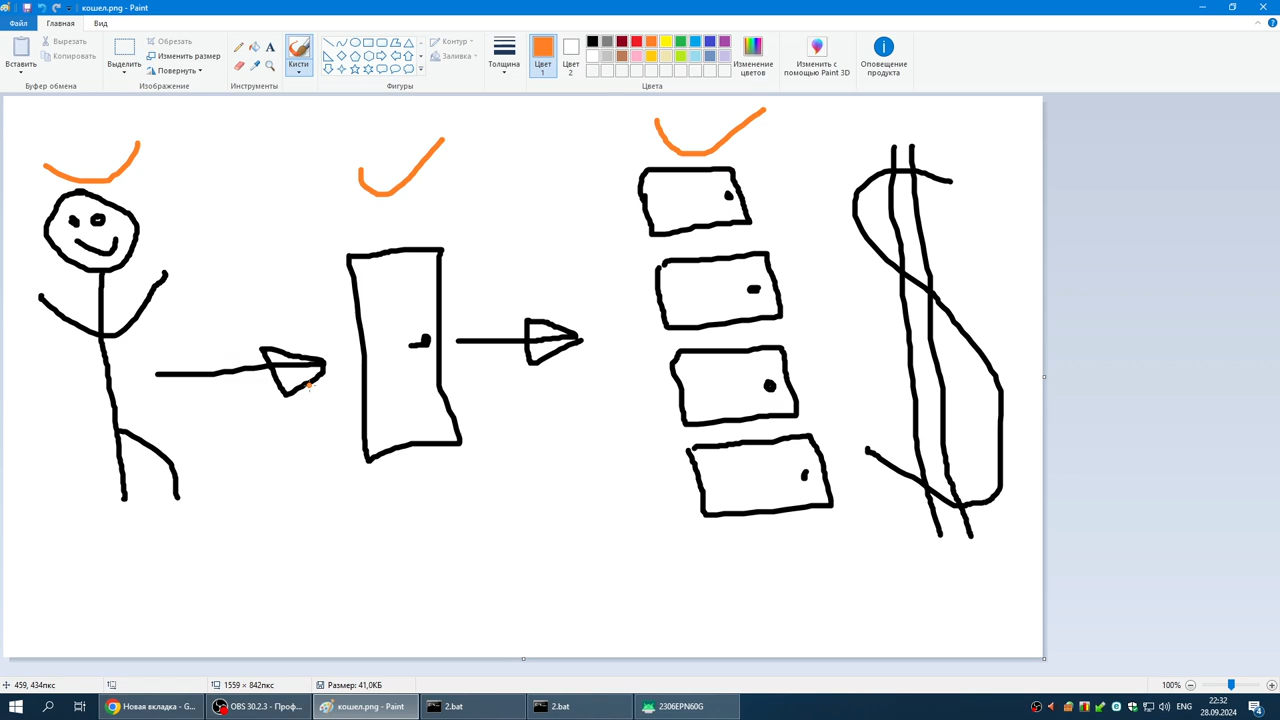 кошел.png - Paint
Файл
Главная
Вид
Вставить
Вырезать
Копировать
Буфер обмена
Выделить
Обрезать
Изменить размер
Повернуть
Изображение
Инструменты
Кисти
Контур
Заливка
Фигуры
Толщина
Цвет 1
Цвет 2
Изменение цветов
Цвета
Изменить с помощью Paint 3D
Оповещение продукта
459, 434пкс
1559 × 842пкс
Размер: 41,0КБ
100%
Новая вкладка - G...
OBS 30.2.3 - Проф...
кошел.png - Paint
2.bat
2.bat
2306EPN60G
ENG
22:32
28.09.2024
4